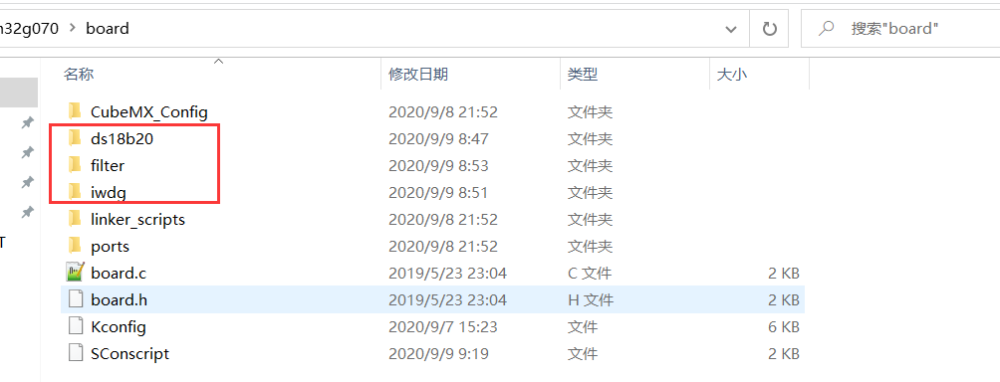 n32g070 > board 搜索"board"
名称 修改日期 类型 大小
CubeMX_Config 2020/9/8 21:52 文件夹
ds18b20 2020/9/9 8:47 文件夹
filter 2020/9/9 8:53 文件夹
iwdg 2020/9/9 8:51 文件夹
linker_scripts 2020/9/8 21:52 文件夹
T
ports 2020/9/8 21:52 文件夹
board.c 2019/5/23 23:04 C 文件 2 KB
board.h 2019/5/23 23:04 H 文件 2 KB
Kconfig 2020/9/7 15:23 文件 6 KB
SConscript 2020/9/9 9:19 文件 2 KB